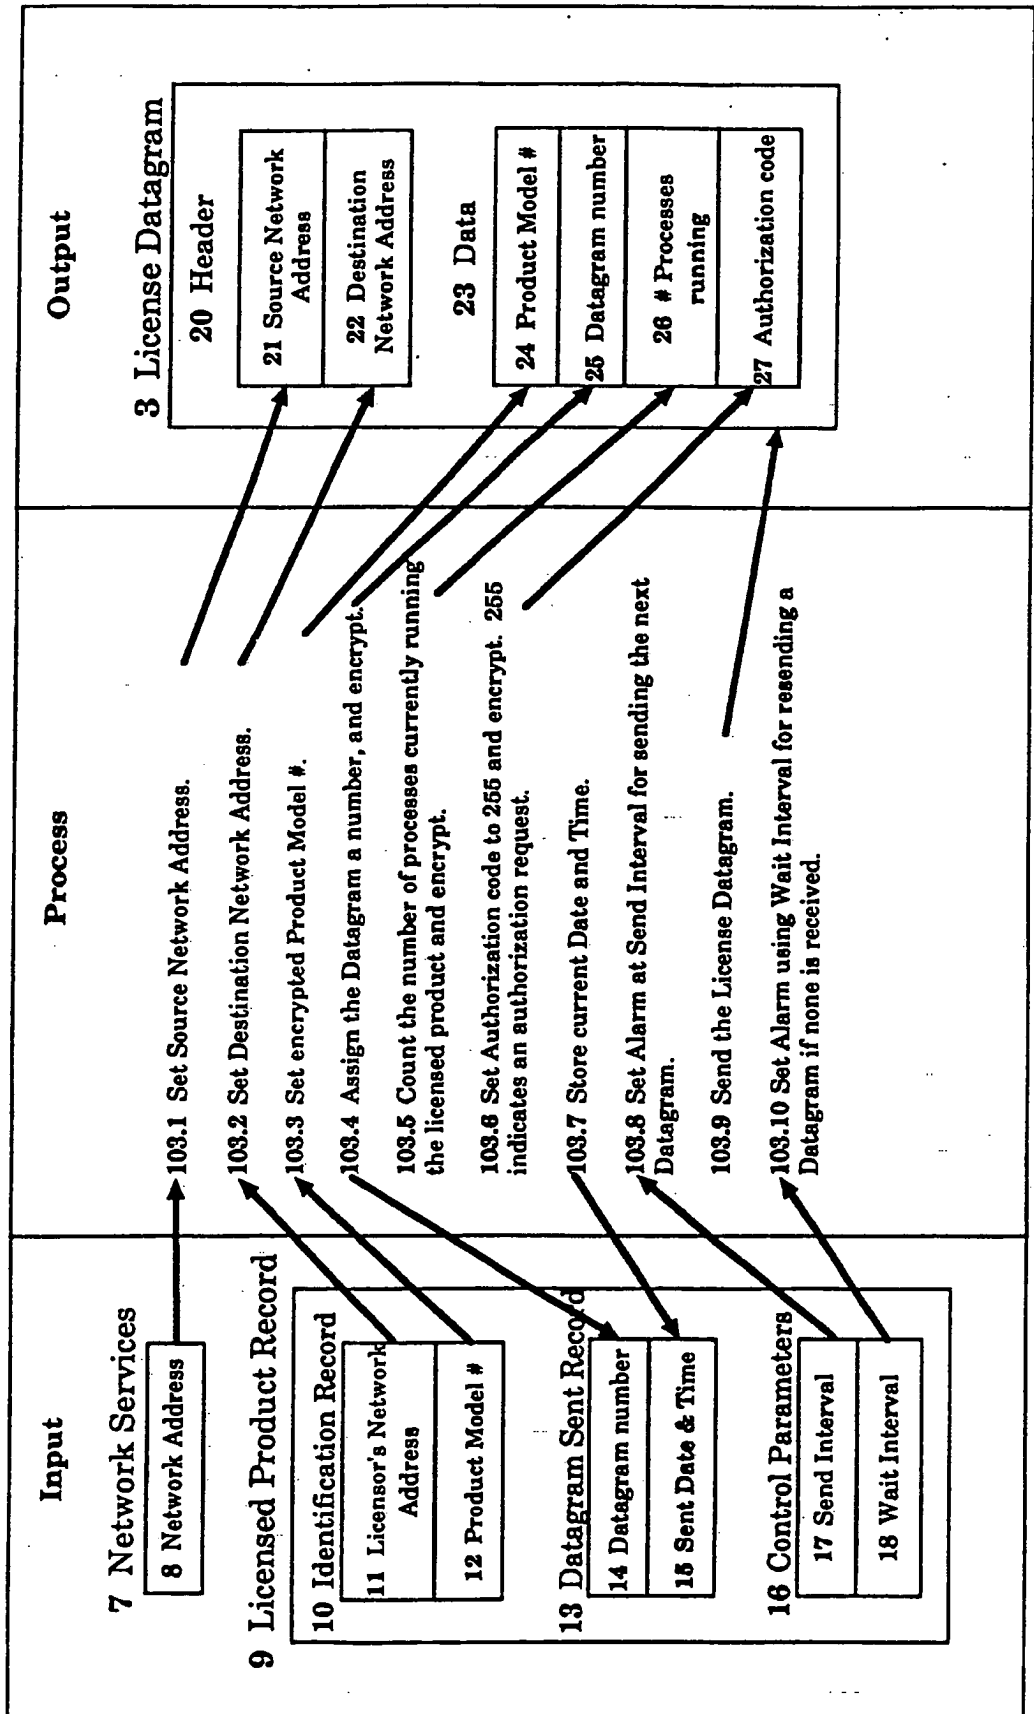 Input
7 Network Services
8 Network Address
9 Licensed Product Record
10 Identification Record
11 Licensor's Network
Address
12 Product Model #
13 Datagram Sent Record
14 Datagram number
15 Sent Date & Time
16 Control Parameters
17 Send Interval
18 Wait Interval
Process
103.1 Set Source Network Address.
103.2 Set Destination Network Address.
103.3 Set encrypted Product Model #.
103.4 Assign the Datagram a number, and encrypt.
103.5 Count the number of processes currently running
the licensed product and encrypt.
103.6 Set Authorization code to 255 and encrypt. 255
indicates an authorization request.
103.7 Store current Date and Time.
103.8 Set Alarm at Send Interval for sending the next
Datagram.
103.9 Send the License Datagram.
103.10 Set Alarm using Wait Interval for resending a
Datagram if none is received.
Output
3 License Datagram
20 Header
21 Source Network
Address
22 Destination
Network Address
23 Data
24 Product Model #
25 Datagram number
26 # Processes
running
27 Authorization code